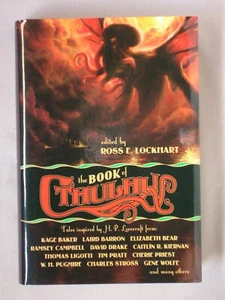 edited by
ROSS E. LOCKHART
the BOOK of
CTHULHU
Tales inspired by H. P. Lovecraft from:
KAGE BAKER LAIRD BARRON ELIZABETH BEAR
RAMSEY CAMPBELL DAVID DRAKE CAITLÍN R. KIERNAN
THOMAS LIGOTTI TIM PRATT CHERIE PRIEST
W. H. PUGMIRE CHARLES STROSS GENE WOLFE
and many others